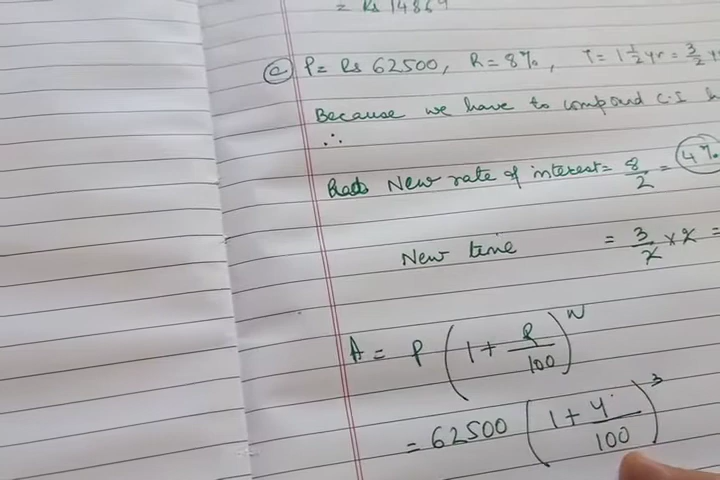 = Rs 14864
(c) P = Rs 62500, R = 8%, T = 1 1/2 yr = 3/2 yr
Because we have to compound C.I h
∴
New rate of interest = 8/2 = 4%
New time = 3/2 × 2 =
A = P (1 + R/100)^N
= 62500 (1 + 4/100)^3